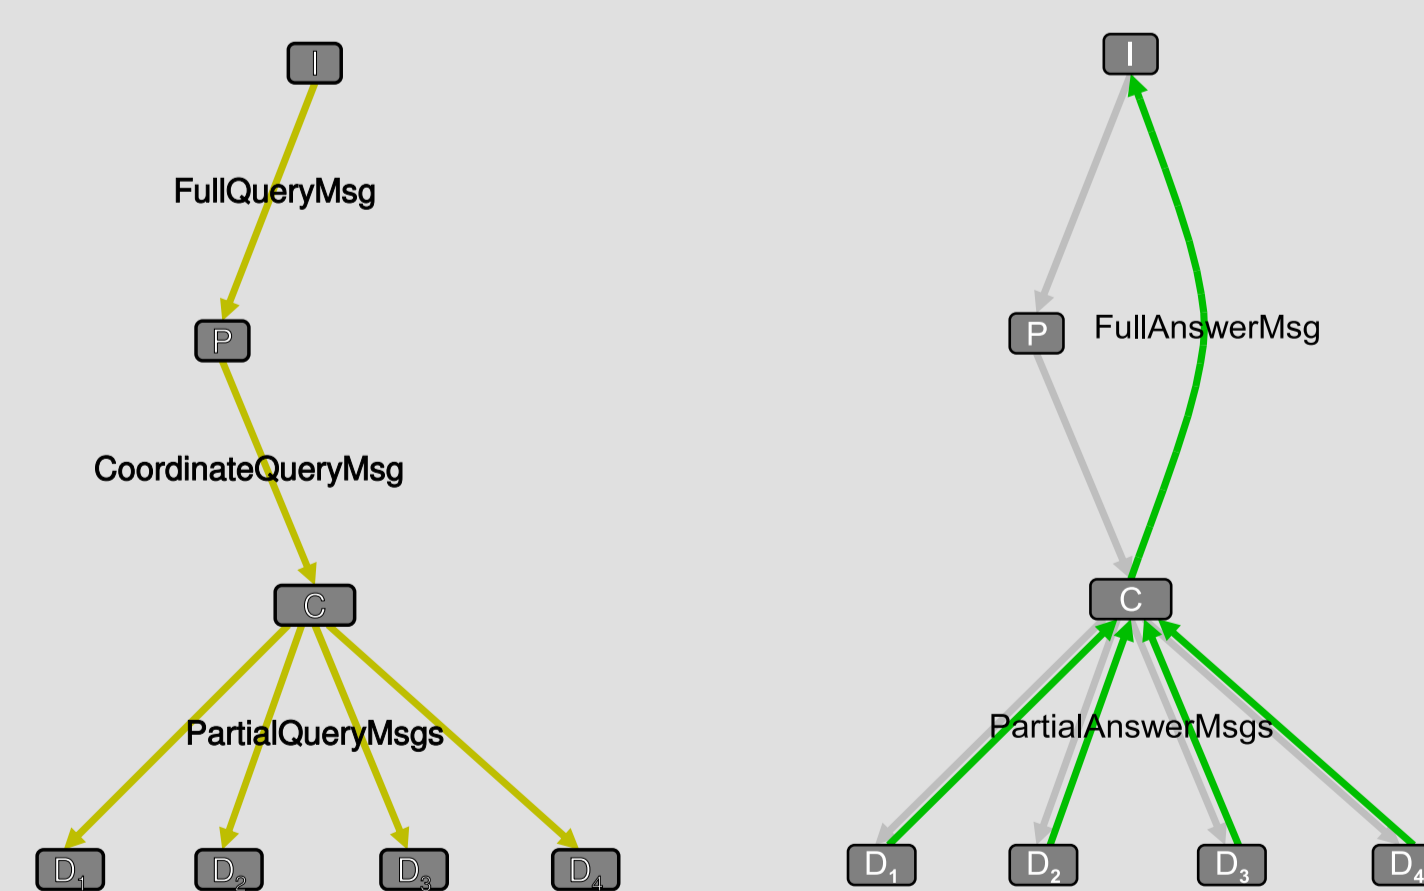 I
FullQueryMsg
P
CoordinateQueryMsg
C
PartialQueryMsgs
D1 D2 D3 D4
I
P
FullAnswerMsg
C
PartialAnswerMsgs
D1 D2 D3 D4